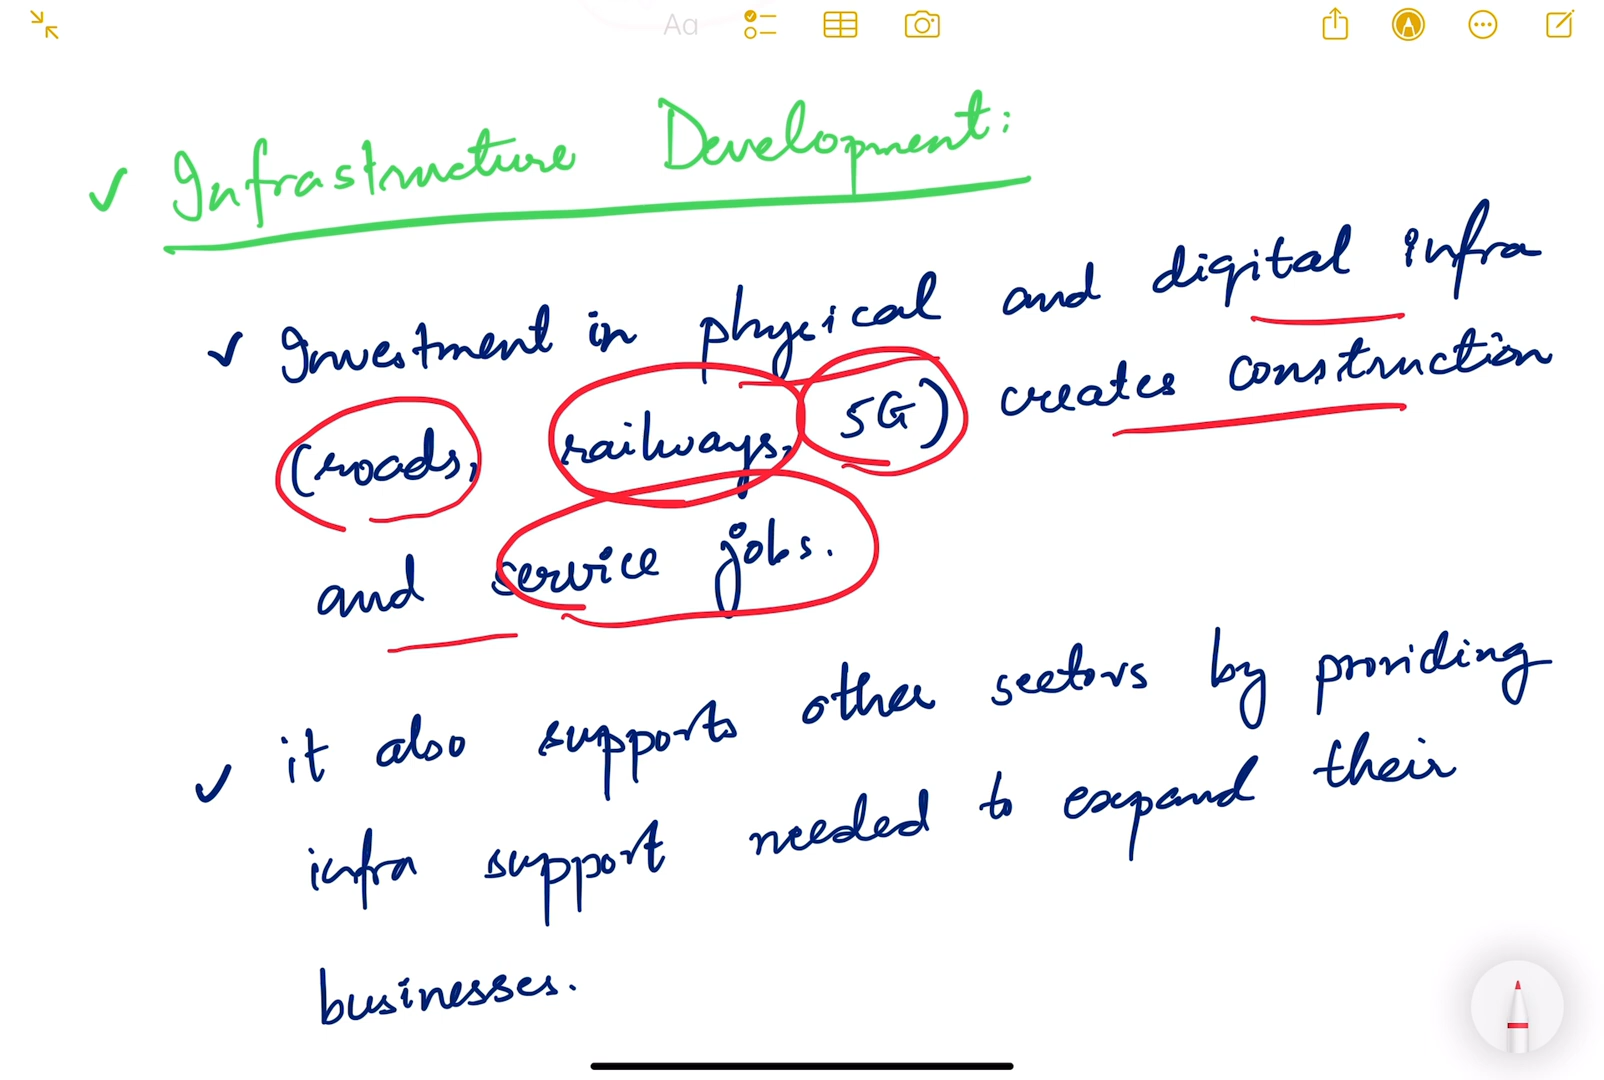 Aa
✓ Infrastructure Development:
✓ Investment in physical and digital infra
(roads, railways, 5G) creates construction
and service jobs.
✓ it also supports other sectors by providing
infra support needed to expand their
businesses.